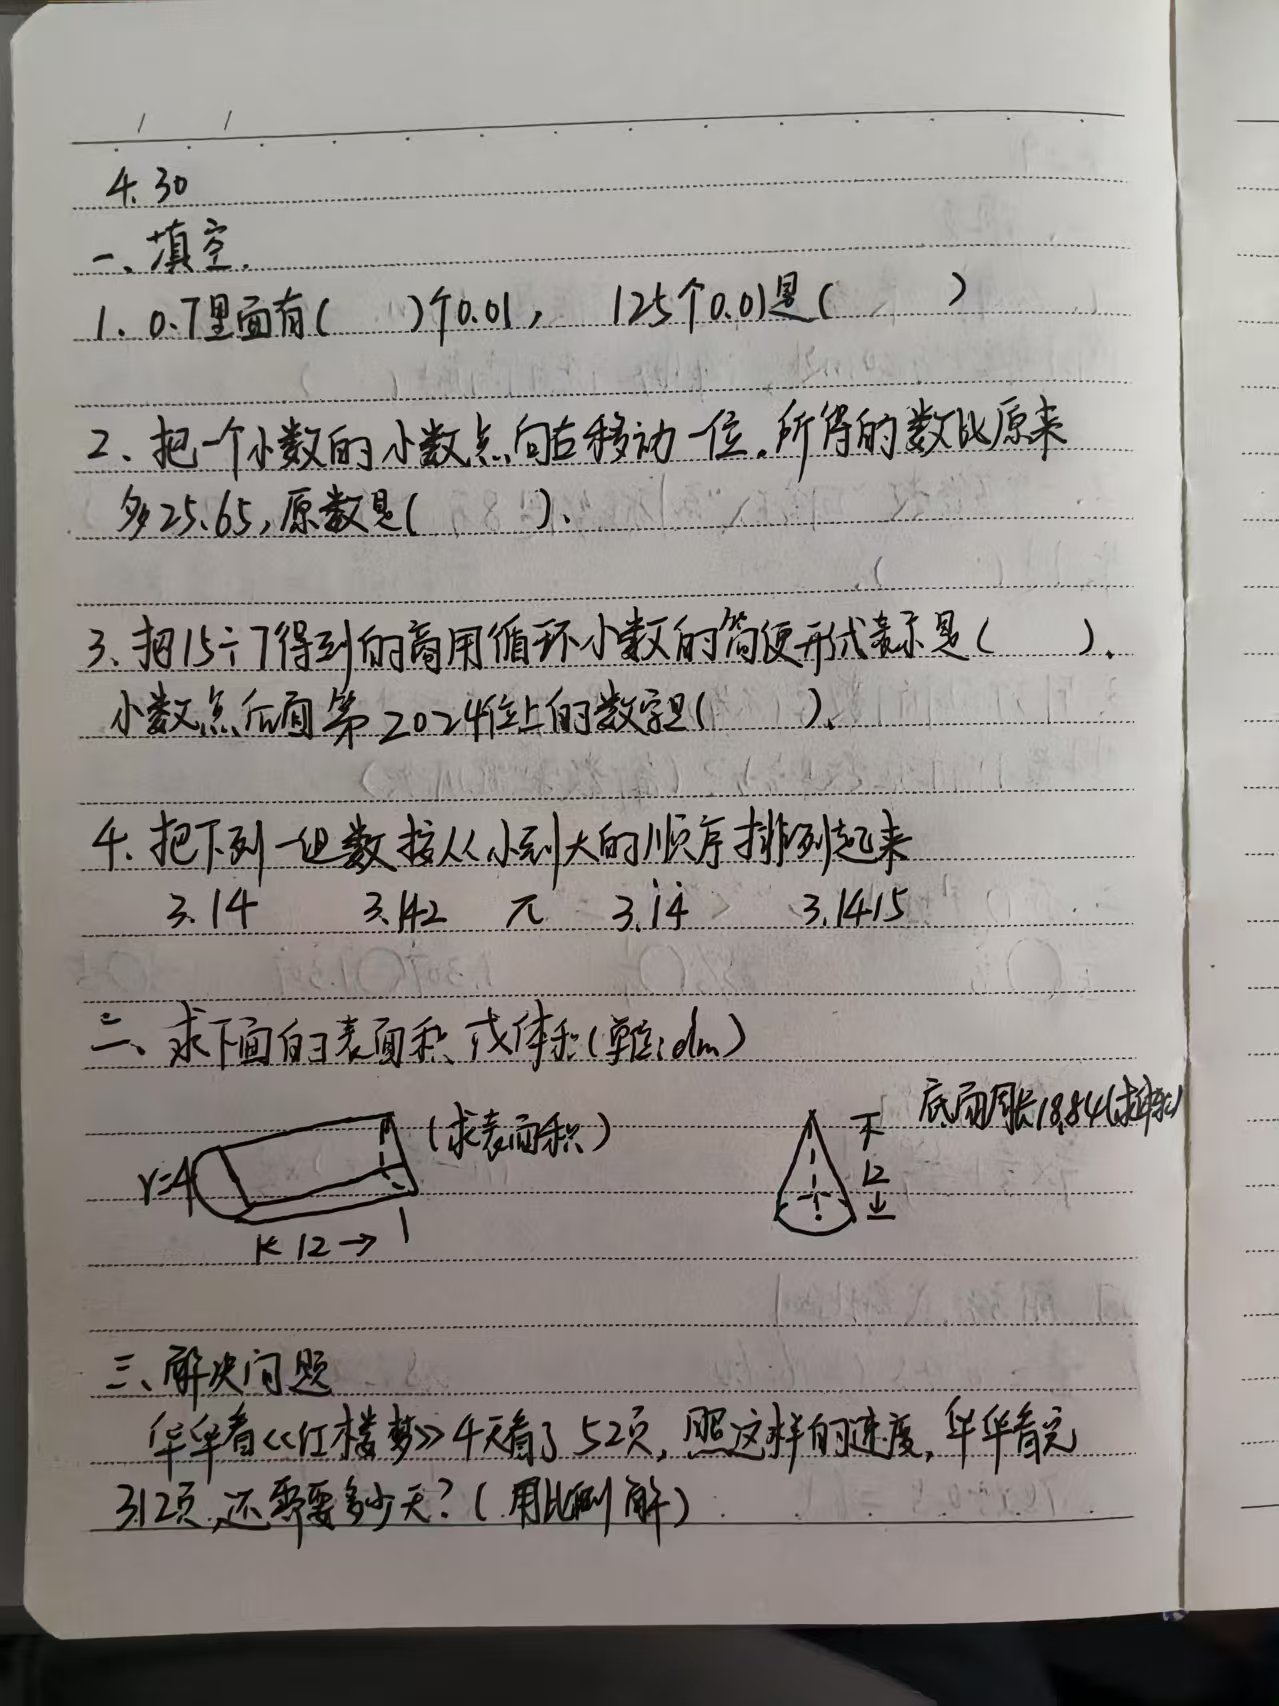 4.30
一、填空.
1. 0.7里面有(    )个0.01,    125个0.01是(    )
2、把一个小数的小数点向右移动一位,所得的数比原来
多25.65,原数是(    ).
3、把15÷7得到的商用循环小数的简便形式表示是(    ).
小数点后面第2024位上的数字是(    ).
4. 把下列一组数按从小到大的顺序排列起来
3.14    3.142    π    3.1̇4̇    3.1415
二、求下面的表面积或体积(单位:dm)
底面周长18.84(求体积)
(求表面积)
r=4
12
12
三、解决问题
华华看《红楼梦》4天看了52页,照这样的速度,华华看完
312页,还需要多少天?(用比例解)